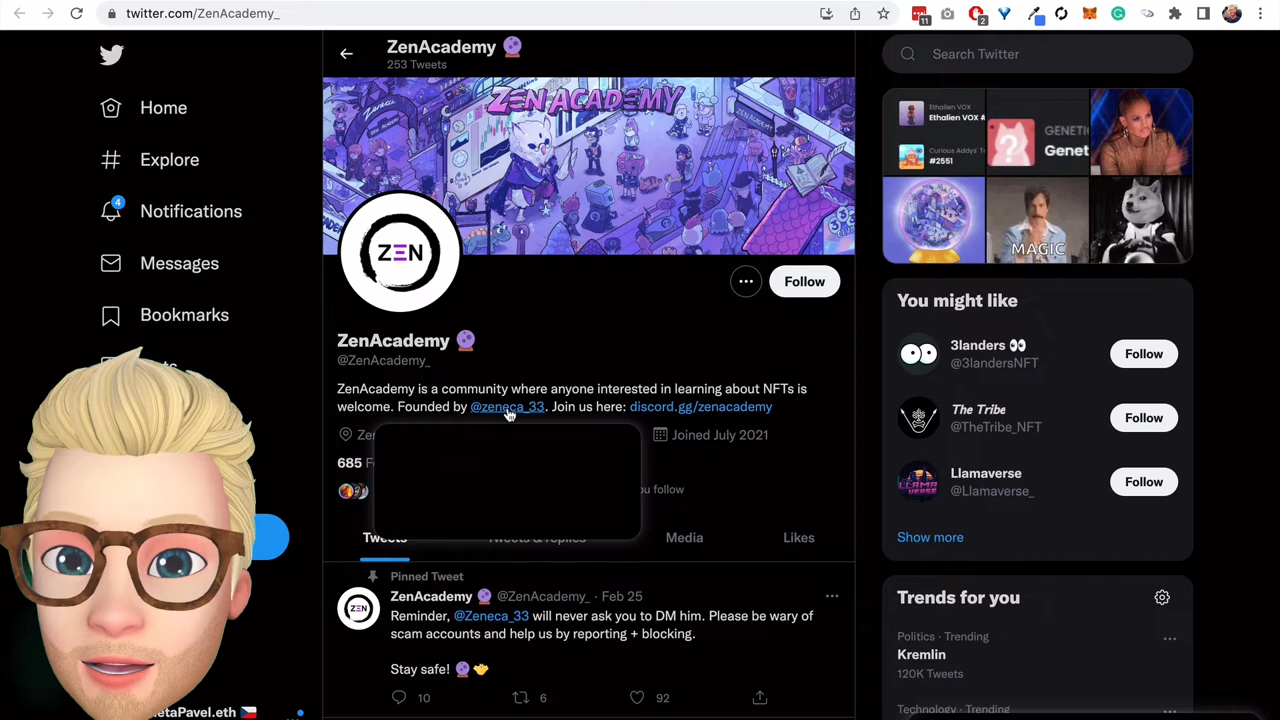 twitter.com/ZenAcademy_
11
2
ZenAcademy
253 Tweets
Search Twitter
Home
Explore
4
Notifications
Messages
Bookmarks
ZEN ACADEMY
ZEN
Follow
ZenAcademy
@ZenAcademy_
ZenAcademy is a community where anyone interested in learning about NFTs is
welcome. Founded by @zeneca_33. Join us here: discord.gg/zenacademy
Joined July 2021
685
you follow
Tweets
Tweets & replies
Media
Likes
Pinned Tweet
ZenAcademy @ZenAcademy_ · Feb 25
Reminder, @Zeneca_33 will never ask you to DM him. Please be wary of
scam accounts and help us by reporting + blocking.
Stay safe!
10
6
92
Ethalien VOX
Ethalien VOX #
Curious Addys' T
#2551
GENETIC
Genet
MAGIC
You might like
3landers
@3landersNFT
Follow
The Tribe
@TheTribe_NFT
Follow
Llamaverse
@Llamaverse_
Follow
Show more
Trends for you
Politics · Trending
Kremlin
120K Tweets
Technology · Trending
etaPavel.eth